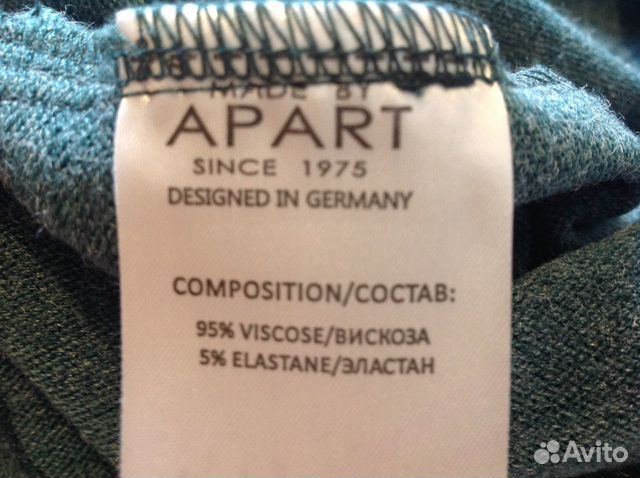 MADE BY
APART
SINCE 1975
DESIGNED IN GERMANY
COMPOSITION/СОСТАВ:
95% VISCOSE/ВИСКОЗА
5% ELASTANE/ЭЛАСТАН
Avito